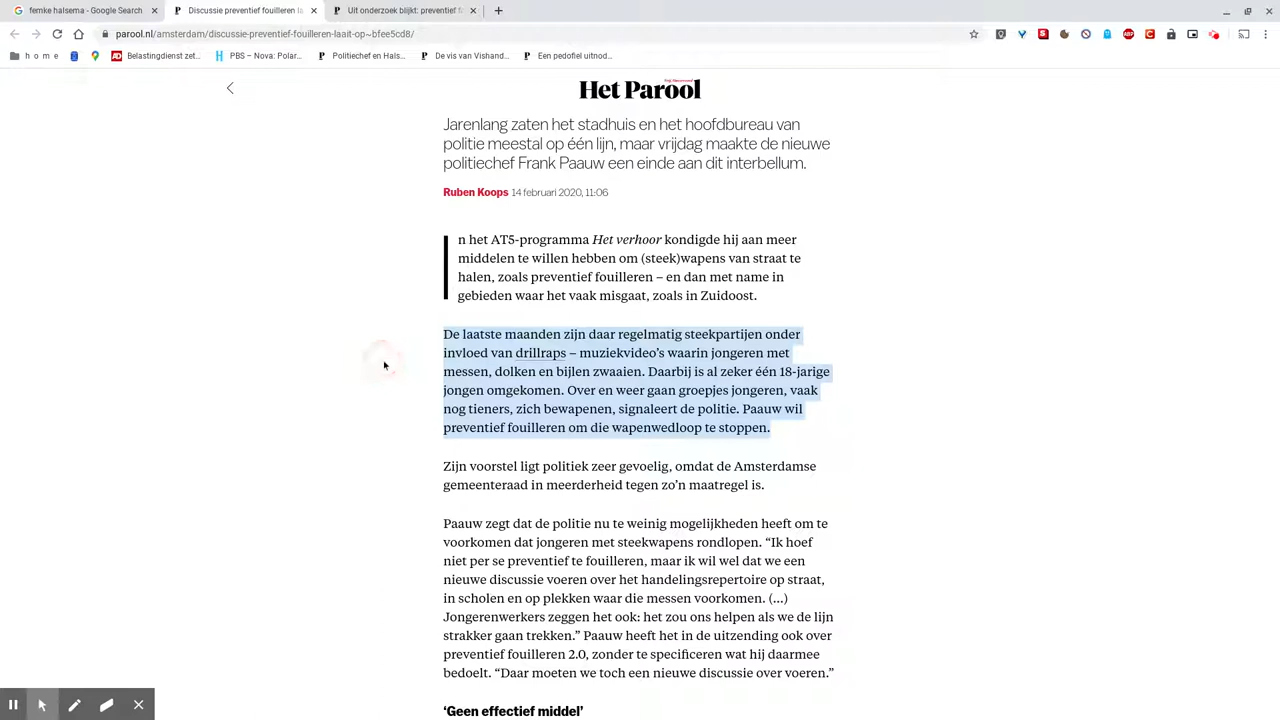 femke halsema - Google Search
Discussie preventief fouilleren la
Uit onderzoek blijkt: preventief fo
parool.nl/amsterdam/discussie-preventief-fouilleren-laait-op~bfee5cd8/
h o m e
Belastingdienst zet...
PBS – Nova: Polar...
Politiechef en Hals...
De vis van Vishand...
Een pedofiel uitnod...
Het Parool
Jarenlang zaten het stadhuis en het hoofdbureau van
politie meestal op één lijn, maar vrijdag maakte de nieuwe
politiechef Frank Paauw een einde aan dit interbellum.
Ruben Koops 14 februari 2020, 11:06
In het AT5-programma Het verhoor kondigde hij aan meer
middelen te willen hebben om (steek)wapens van straat te
halen, zoals preventief fouilleren – en dan met name in
gebieden waar het vaak misgaat, zoals in Zuidoost.
De laatste maanden zijn daar regelmatig steekpartijen onder
invloed van drillraps – muziekvideo's waarin jongeren met
messen, dolken en bijlen zwaaien. Daarbij is al zeker één 18-jarige
jongen omgekomen. Over en weer gaan groepjes jongeren, vaak
nog tieners, zich bewapenen, signaleert de politie. Paauw wil
preventief fouilleren om die wapenwedloop te stoppen.
Zijn voorstel ligt politiek zeer gevoelig, omdat de Amsterdamse
gemeenteraad in meerderheid tegen zo'n maatregel is.
Paauw zegt dat de politie nu te weinig mogelijkheden heeft om te
voorkomen dat jongeren met steekwapens rondlopen. “Ik hoef
niet per se preventief te fouilleren, maar ik wil wel dat we een
nieuwe discussie voeren over het handelingsrepertoire op straat,
in scholen en op plekken waar die messen voorkomen. (...)
Jongerenwerkers zeggen het ook: het zou ons helpen als we de lijn
strakker gaan trekken.” Paauw heeft het in de uitzending ook over
preventief fouilleren 2.0, zonder te specificeren wat hij daarmee
bedoelt. “Daar moeten we toch een nieuwe discussie over voeren.”
‘Geen effectief middel’